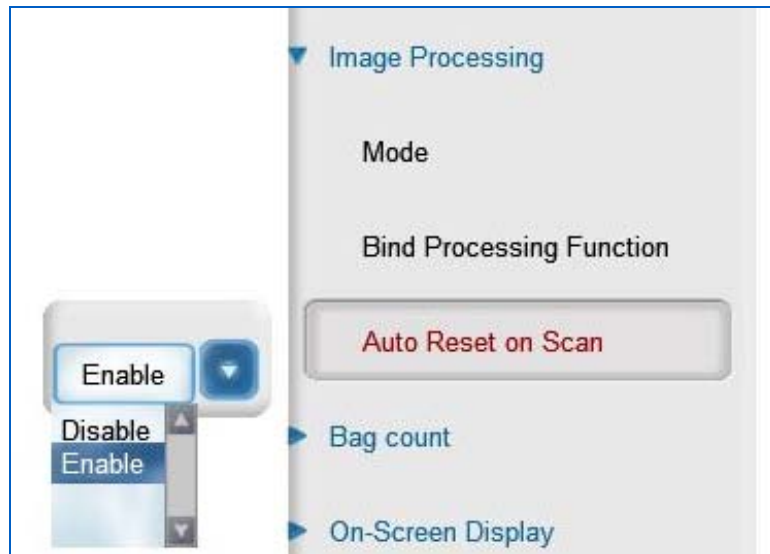 Image Processing
Mode
Bind Processing Function
Auto Reset on Scan
Enable
Disable
Enable
Bag count
On-Screen Display